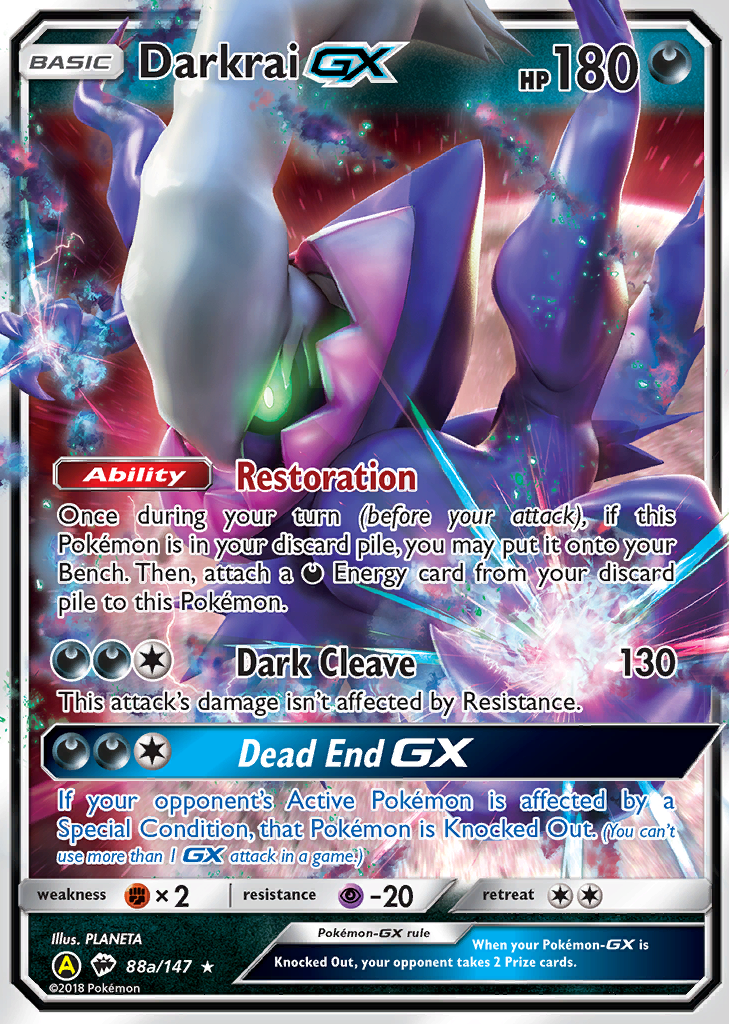 BASIC Darkrai GX HP 180
Ability Restoration
Once during your turn (before your attack), if this
Pokémon is in your discard pile, you may put it onto your
Bench. Then, attach a Energy card from your discard
pile to this Pokémon.
Dark Cleave 130
This attack's damage isn't affected by Resistance.
Dead End GX
If your opponent's Active Pokémon is affected by a
Special Condition, that Pokémon is Knocked Out. (You can't
use more than 1 GX attack in a game.)
weakness ×2 resistance -20 retreat
Illus. PLANETA
A 88a/147 ★
©2018 Pokémon
Pokémon-GX rule
When your Pokémon-GX is
Knocked Out, your opponent takes 2 Prize cards.